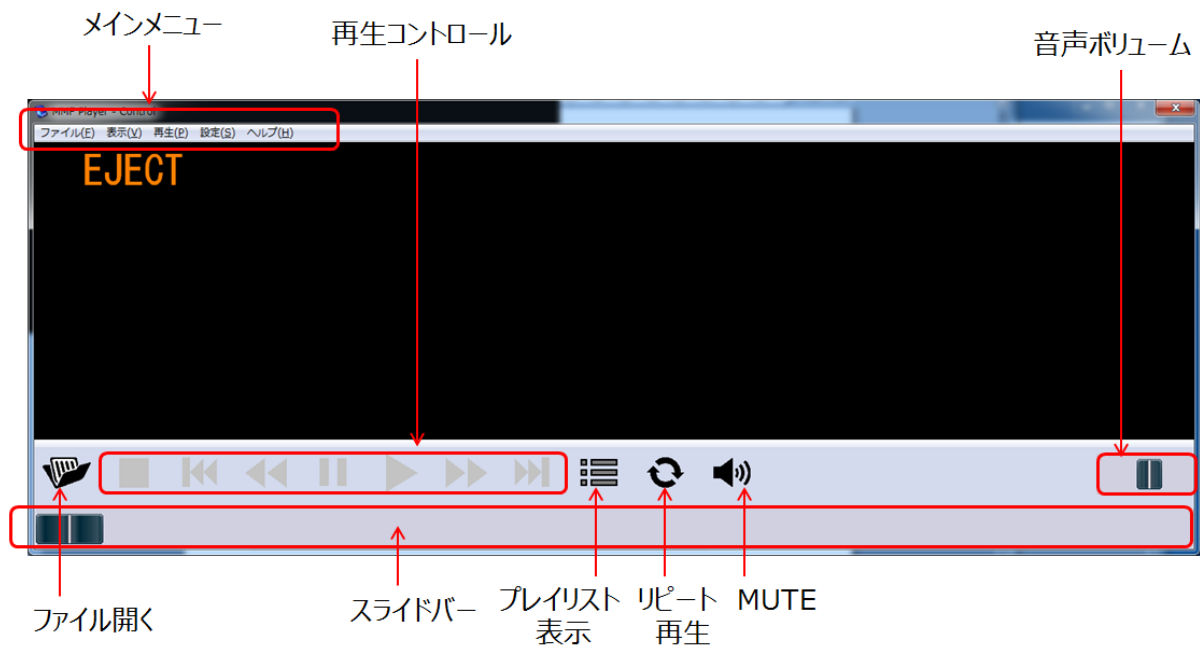 メインメニュー
再生コントロール
音声ボリューム
MMP Player - Control
ファイル(F) 表示(V) 再生(P) 設定(S) ヘルプ(H)
EJECT
ファイル開く
スライドバー
プレイリスト
表示
リピート
再生
MUTE